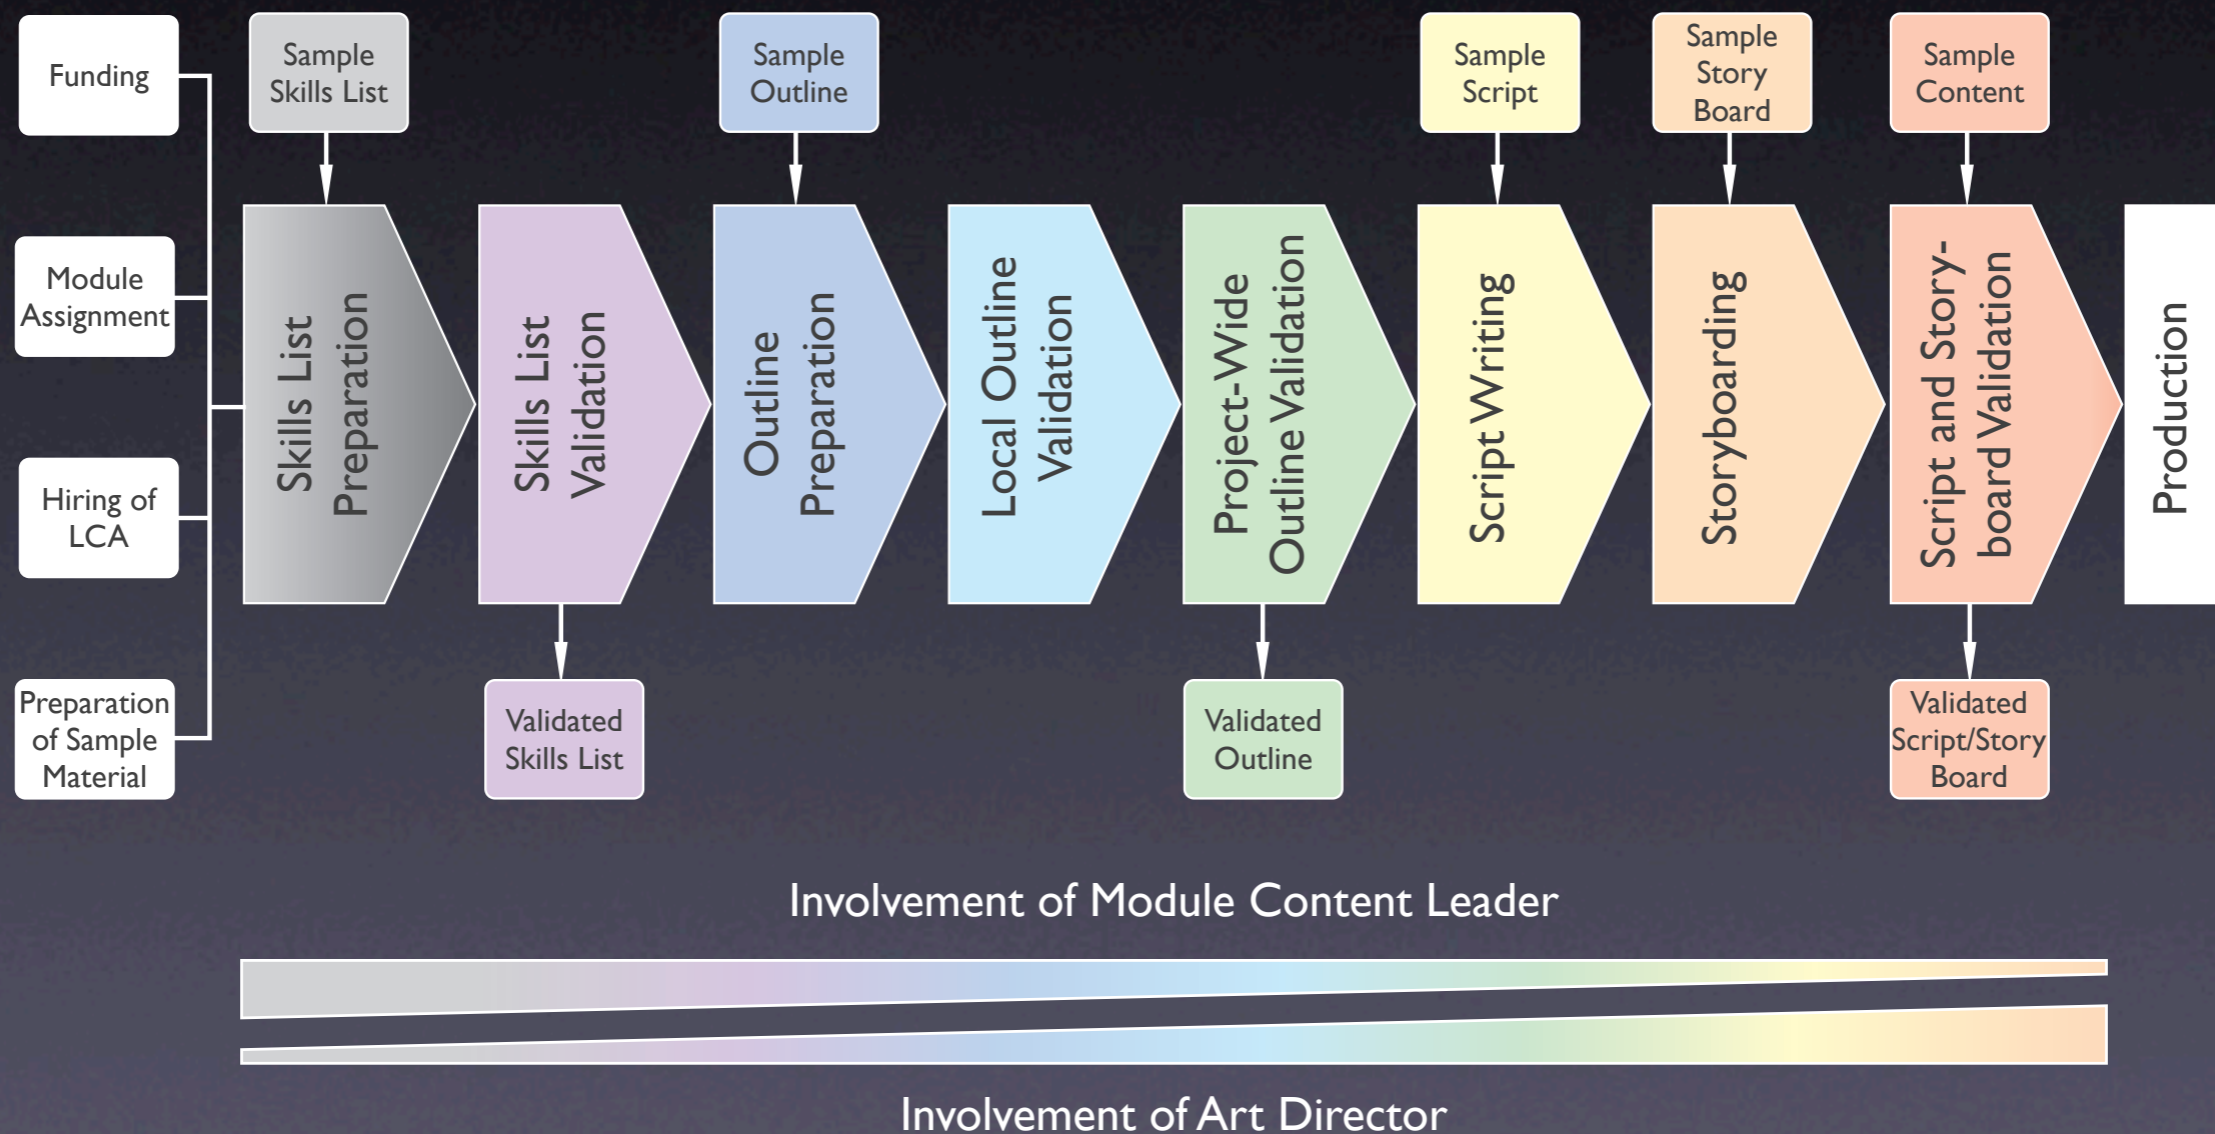 Funding
Module
Assignment
Hiring of
LCA
Preparation
of Sample
Material
Sample
Skills List
Sample
Outline
Sample
Script
Sample
Story
Board
Sample
Content
Skills List
Preparation
Skills List
Validation
Outline
Preparation
Local Outline
Validation
Project-Wide
Outline Validation
Script Writing
Storyboarding
Script and Story-
board Validation
Production
Validated
Skills List
Validated
Outline
Validated
Script/Story
Board
Involvement of Module Content Leader
Involvement of Art Director